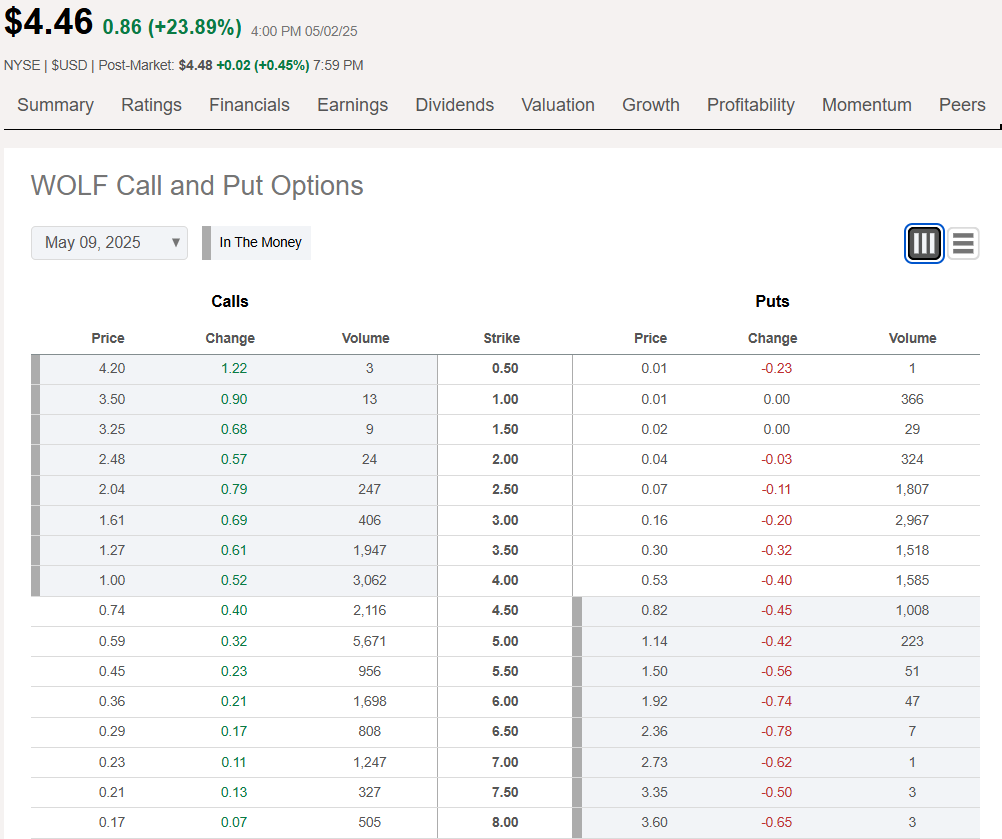 $4.46 0.86 (+23.89%) 4:00 PM 05/02/25
NYSE | $USD | Post-Market: $4.48 +0.02 (+0.45%) 7:59 PM
Summary Ratings Financials Earnings Dividends Valuation Growth Profitability Momentum Peers
WOLF Call and Put Options
May 09, 2025 ▼ In The Money
Calls Puts
Price Change Volume Strike Price Change Volume
4.20 1.22 3 0.50 0.01 -0.23 1
3.50 0.90 13 1.00 0.01 0.00 366
3.25 0.68 9 1.50 0.02 0.00 29
2.48 0.57 24 2.00 0.04 -0.03 324
2.04 0.79 247 2.50 0.07 -0.11 1,807
1.61 0.69 406 3.00 0.16 -0.20 2,967
1.27 0.61 1,947 3.50 0.30 -0.32 1,518
1.00 0.52 3,062 4.00 0.53 -0.40 1,585
0.74 0.40 2,116 4.50 0.82 -0.45 1,008
0.59 0.32 5,671 5.00 1.14 -0.42 223
0.45 0.23 956 5.50 1.50 -0.56 51
0.36 0.21 1,698 6.00 1.92 -0.74 47
0.29 0.17 808 6.50 2.36 -0.78 7
0.23 0.11 1,247 7.00 2.73 -0.62 1
0.21 0.13 327 7.50 3.35 -0.50 3
0.17 0.07 505 8.00 3.60 -0.65 3